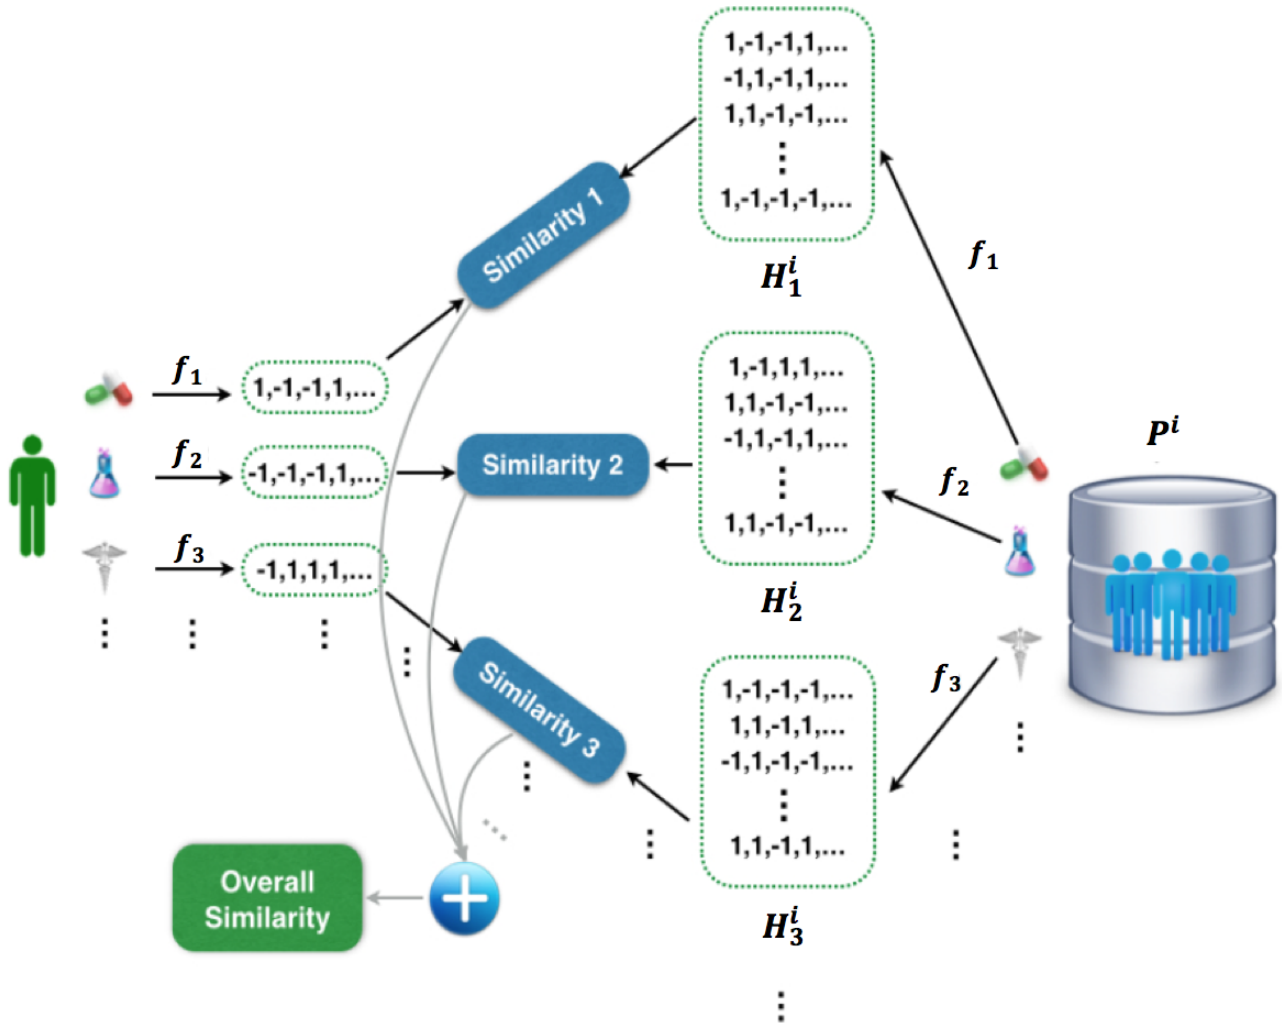 1,-1,-1,1,...
-1,1,-1,1,...
1,1,-1,-1,...
⋮
1,-1,-1,-1,...
H₁ⁱ
f₁
Similarity 1
f₁
1,-1,-1,1,...
f₂
-1,-1,-1,1,...
f₃
-1,1,1,1,...
⋮ ⋮ ⋮ ⋮
Similarity 2
1,-1,1,1,...
1,1,-1,-1,...
-1,1,-1,1,...
⋮
1,1,-1,-1,...
H₂ⁱ
f₂
Pⁱ
Similarity 3
⋮
1,-1,-1,-1,...
1,1,-1,1,...
-1,1,-1,-1,...
⋮
1,1,-1,1,...
H₃ⁱ
f₃
⋮
⋮
⋮
...
+
Overall
Similarity
⋮